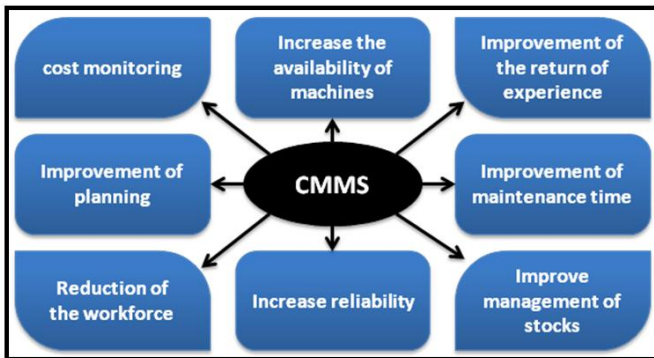 cost monitoring
Increase the
availability of
machines
Improvement of
the return of
experience
Improvement of
planning
CMMS
Improvement of
maintenance time
Reduction of
the workforce
Increase reliability
Improve
management of
stocks